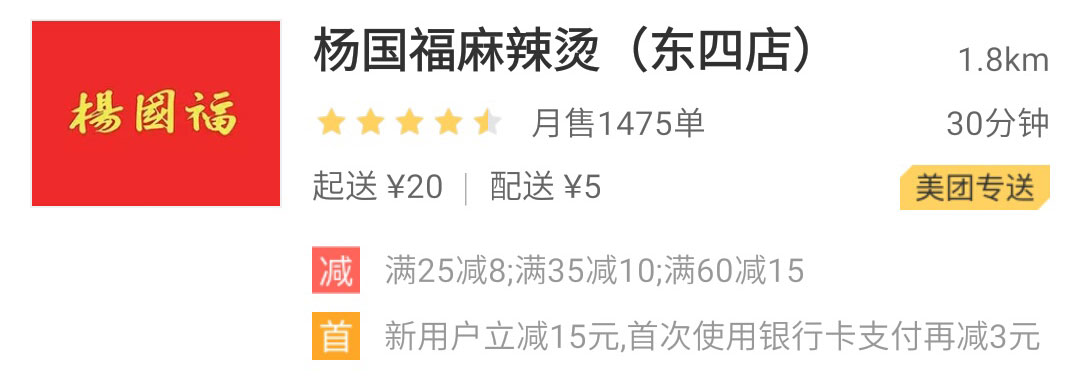 楊國福
杨国福麻辣烫（东四店）
1.8km
月售1475单
30分钟
起送 ¥20 | 配送 ¥5
美团专送
减 满25减8;满35减10;满60减15
首 新用户立减15元,首次使用银行卡支付再减3元